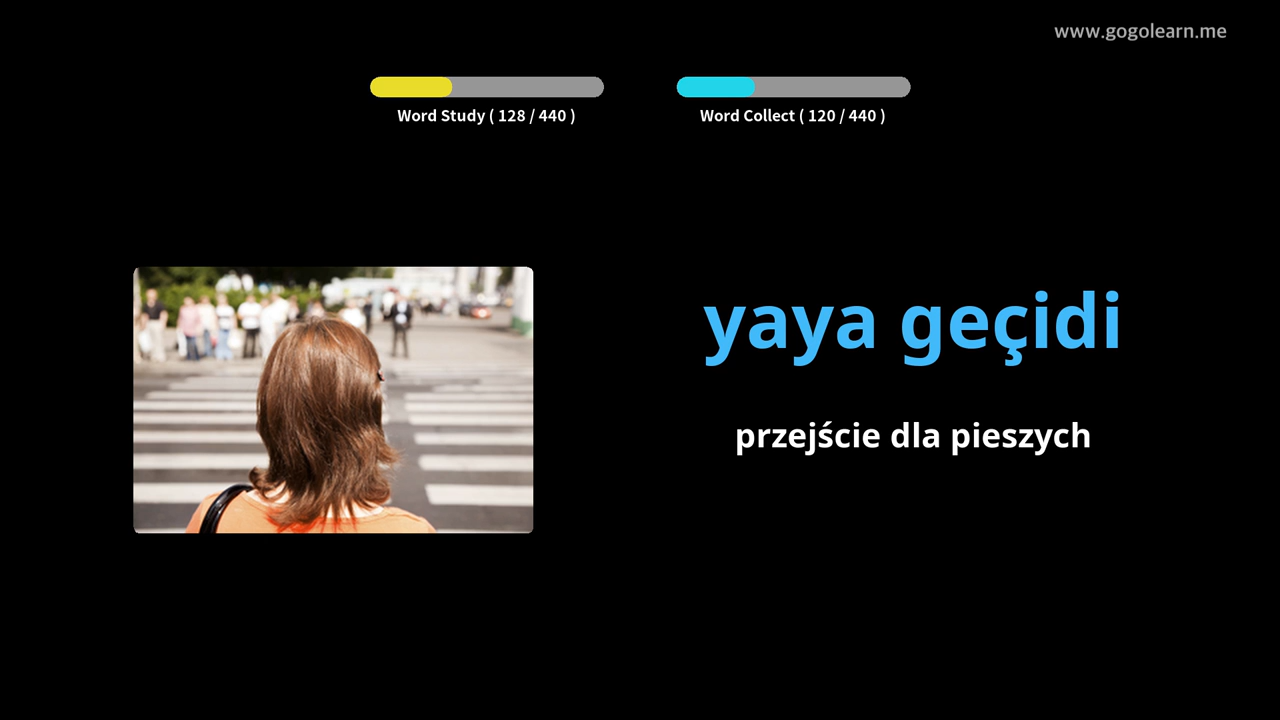 www.gogolearn.me
Word Study ( 128 / 440 )
Word Collect ( 120 / 440 )
yaya geçidi
przejście dla pieszych